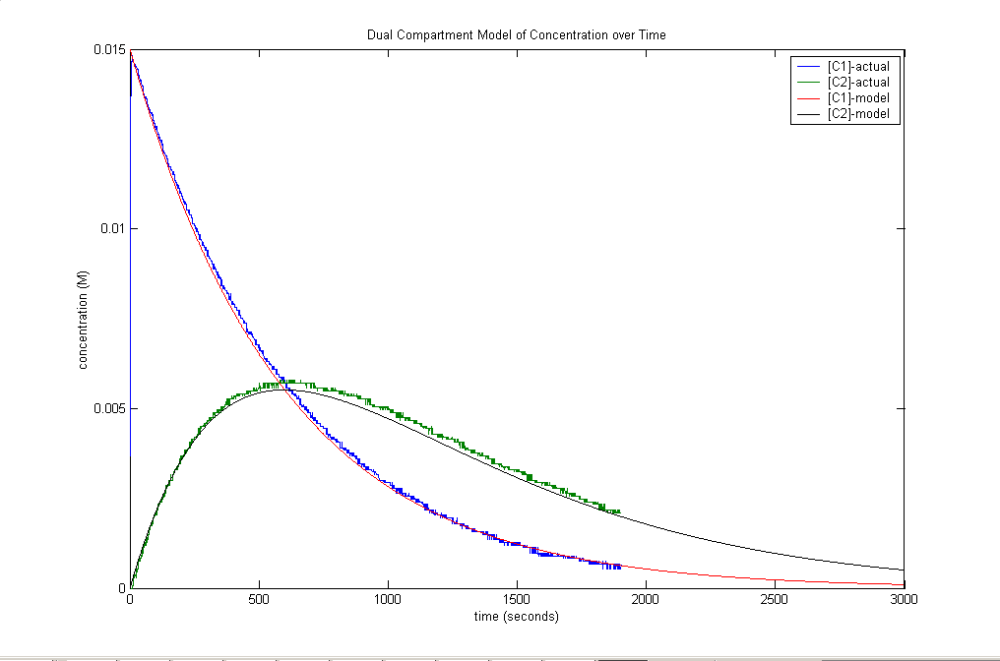 Dual Compartment Model of Concentration over Time
0.015
[C1]-actual
[C2]-actual
[C1]-model
[C2]-model
0.01
concentration (M)
0.005
0
0 500 1000 1500 2000 2500 3000
time (seconds)